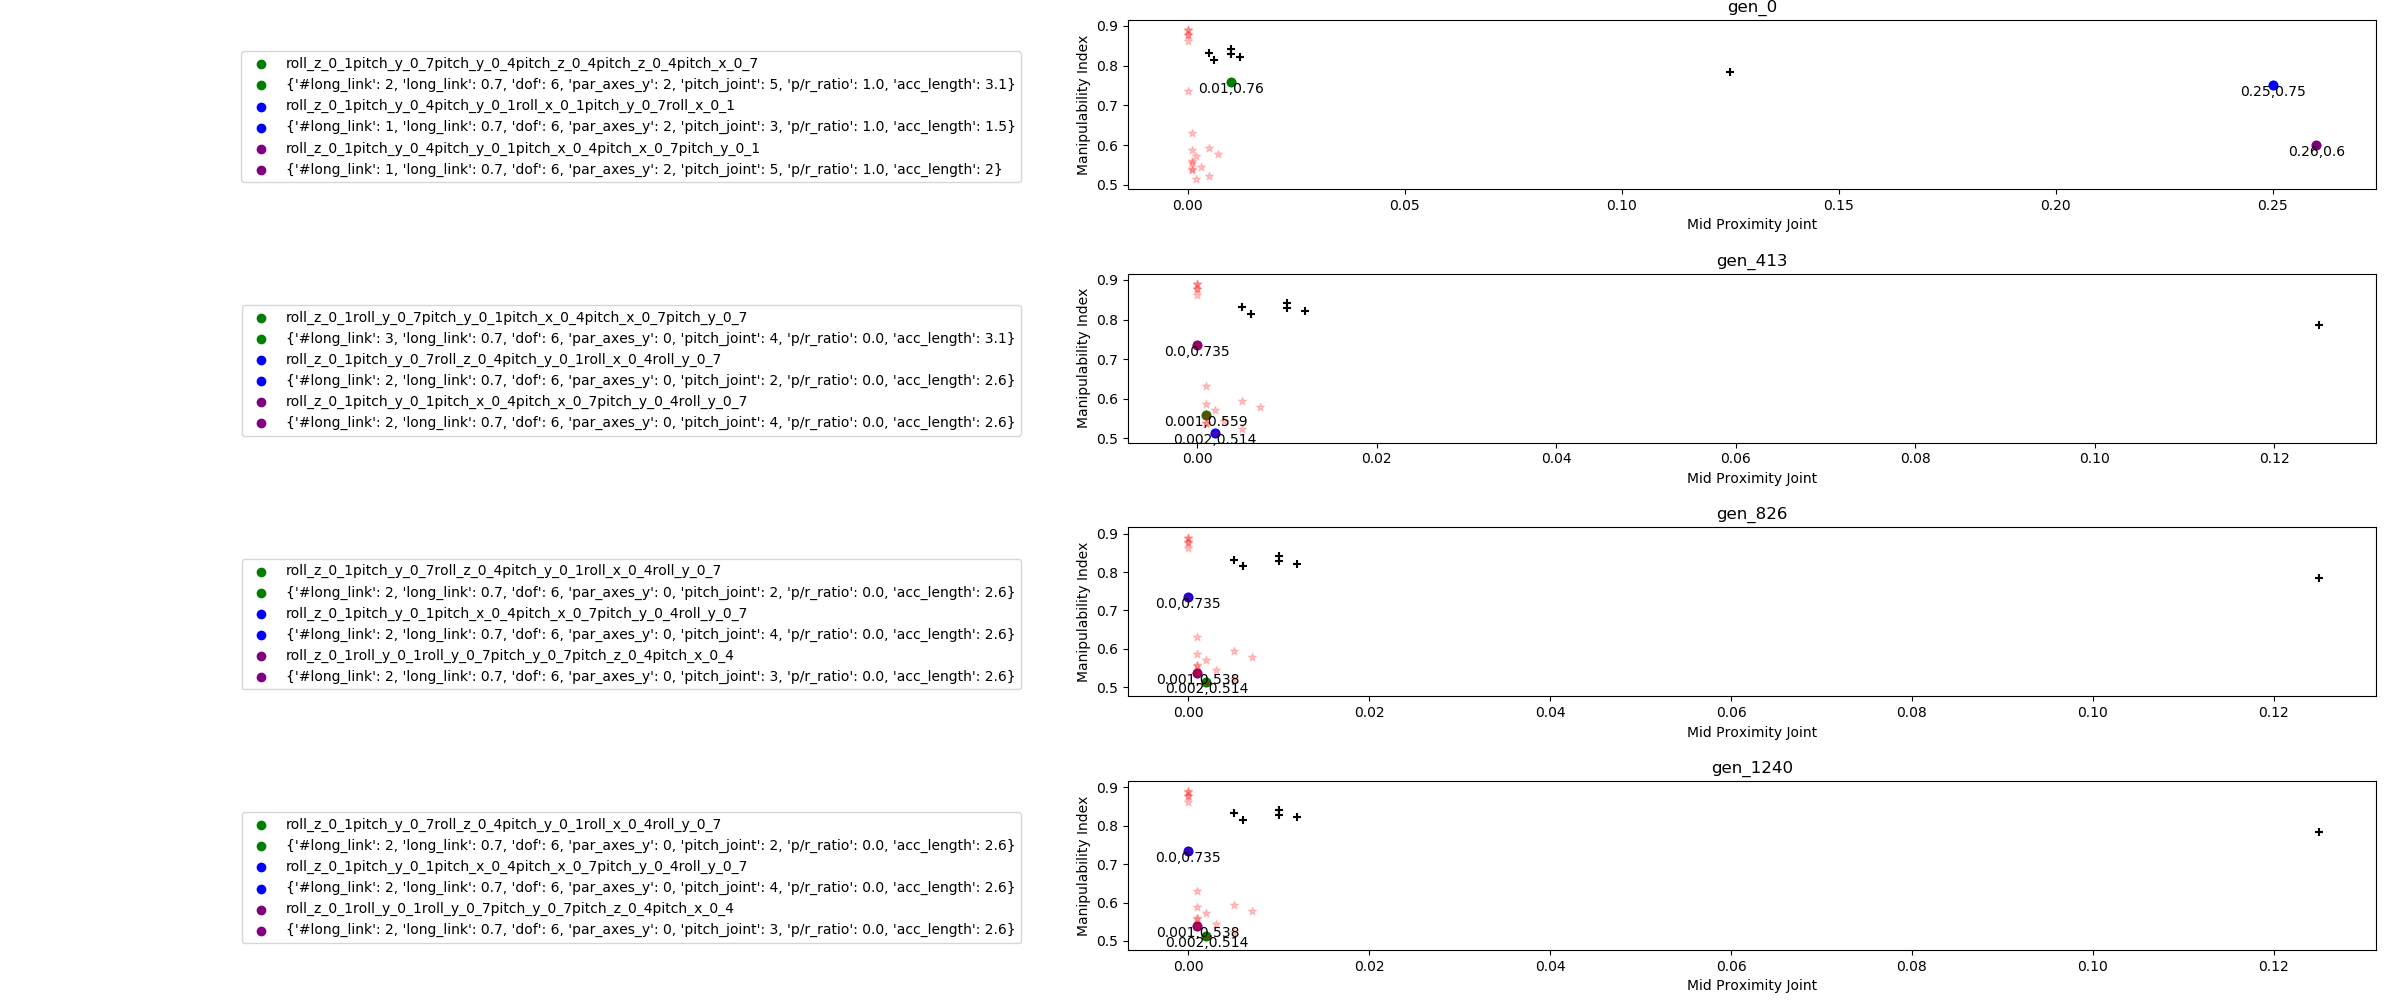 gen_0
roll_z_0_1pitch_y_0_7pitch_y_0_4pitch_z_0_4pitch_z_0_4pitch_x_0_7
{'#long_link': 2, 'long_link': 0.7, 'dof': 6, 'par_axes_y': 2, 'pitch_joint': 5, 'p/r_ratio': 1.0, 'acc_length': 3.1}
roll_z_0_1pitch_y_0_4pitch_y_0_1roll_x_0_1pitch_y_0_7roll_x_0_1
{'#long_link': 1, 'long_link': 0.7, 'dof': 6, 'par_axes_y': 2, 'pitch_joint': 3, 'p/r_ratio': 1.0, 'acc_length': 1.5}
roll_z_0_1pitch_y_0_4pitch_y_0_1pitch_x_0_4pitch_x_0_7pitch_y_0_1
{'#long_link': 1, 'long_link': 0.7, 'dof': 6, 'par_axes_y': 2, 'pitch_joint': 5, 'p/r_ratio': 1.0, 'acc_length': 2}
Manipulability Index
0.9
0.8
0.7
0.6
0.5
0.01,0.76
0.25,0.75
0.26,0.6
0.00 0.05 0.10 0.15 0.20 0.25
Mid Proximity Joint
gen_413
roll_z_0_1roll_y_0_7pitch_y_0_1pitch_x_0_4pitch_x_0_7pitch_y_0_7
{'#long_link': 3, 'long_link': 0.7, 'dof': 6, 'par_axes_y': 0, 'pitch_joint': 4, 'p/r_ratio': 0.0, 'acc_length': 3.1}
roll_z_0_1pitch_y_0_7roll_z_0_4pitch_y_0_1roll_x_0_4roll_y_0_7
{'#long_link': 2, 'long_link': 0.7, 'dof': 6, 'par_axes_y': 0, 'pitch_joint': 2, 'p/r_ratio': 0.0, 'acc_length': 2.6}
roll_z_0_1pitch_y_0_1pitch_x_0_4pitch_x_0_7pitch_y_0_4roll_y_0_7
{'#long_link': 2, 'long_link': 0.7, 'dof': 6, 'par_axes_y': 0, 'pitch_joint': 4, 'p/r_ratio': 0.0, 'acc_length': 2.6}
Manipulability Index
0.9
0.8
0.7
0.6
0.5
0.0,0.735
0.001,0.559
0.002,0.514
0.00 0.02 0.04 0.06 0.08 0.10 0.12
Mid Proximity Joint
gen_826
roll_z_0_1pitch_y_0_7roll_z_0_4pitch_y_0_1roll_x_0_4roll_y_0_7
{'#long_link': 2, 'long_link': 0.7, 'dof': 6, 'par_axes_y': 0, 'pitch_joint': 2, 'p/r_ratio': 0.0, 'acc_length': 2.6}
roll_z_0_1pitch_y_0_1pitch_x_0_4pitch_x_0_7pitch_y_0_4roll_y_0_7
{'#long_link': 2, 'long_link': 0.7, 'dof': 6, 'par_axes_y': 0, 'pitch_joint': 4, 'p/r_ratio': 0.0, 'acc_length': 2.6}
roll_z_0_1roll_y_0_1roll_y_0_7pitch_y_0_7pitch_z_0_4pitch_x_0_4
{'#long_link': 2, 'long_link': 0.7, 'dof': 6, 'par_axes_y': 0, 'pitch_joint': 3, 'p/r_ratio': 0.0, 'acc_length': 2.6}
Manipulability Index
0.9
0.8
0.7
0.6
0.5
0.0,0.735
0.001,0.538
0.002,0.514
0.00 0.02 0.04 0.06 0.08 0.10 0.12
Mid Proximity Joint
gen_1240
roll_z_0_1pitch_y_0_7roll_z_0_4pitch_y_0_1roll_x_0_4roll_y_0_7
{'#long_link': 2, 'long_link': 0.7, 'dof': 6, 'par_axes_y': 0, 'pitch_joint': 2, 'p/r_ratio': 0.0, 'acc_length': 2.6}
roll_z_0_1pitch_y_0_1pitch_x_0_4pitch_x_0_7pitch_y_0_4roll_y_0_7
{'#long_link': 2, 'long_link': 0.7, 'dof': 6, 'par_axes_y': 0, 'pitch_joint': 4, 'p/r_ratio': 0.0, 'acc_length': 2.6}
roll_z_0_1roll_y_0_1roll_y_0_7pitch_y_0_7pitch_z_0_4pitch_x_0_4
{'#long_link': 2, 'long_link': 0.7, 'dof': 6, 'par_axes_y': 0, 'pitch_joint': 3, 'p/r_ratio': 0.0, 'acc_length': 2.6}
Manipulability Index
0.9
0.8
0.7
0.6
0.5
0.0,0.735
0.001,0.538
0.002,0.514
0.00 0.02 0.04 0.06 0.08 0.10 0.12
Mid Proximity Joint